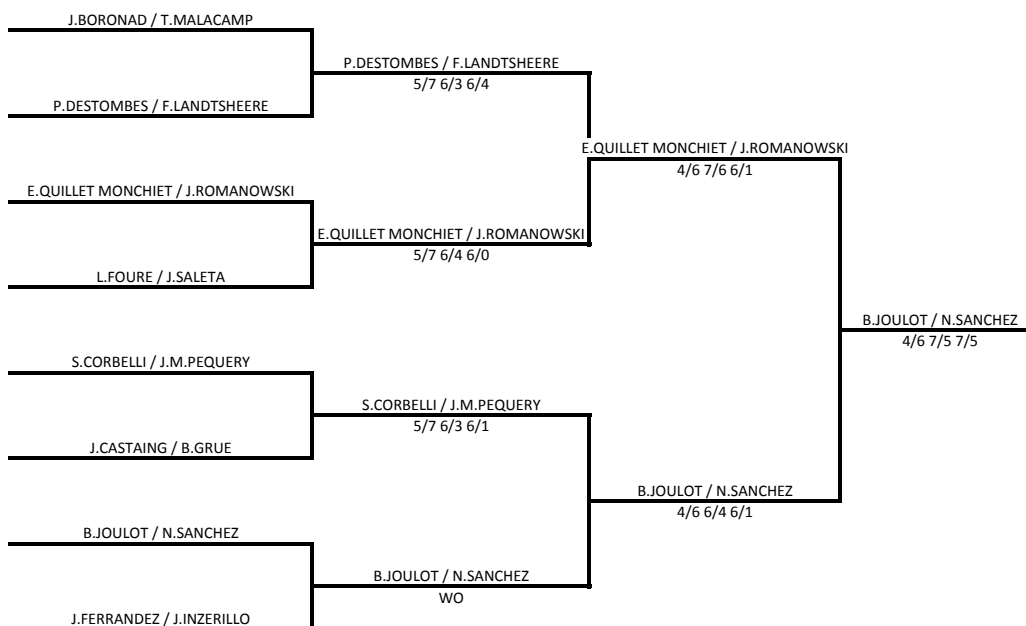 J.BORONAD / T.MALACAMP
P.DESTOMBES / F.LANDTSHEERE
5/7 6/3 6/4
P.DESTOMBES / F.LANDTSHEERE
E.QUILLET MONCHIET / J.ROMANOWSKI
4/6 7/6 6/1
E.QUILLET MONCHIET / J.ROMANOWSKI
E.QUILLET MONCHIET / J.ROMANOWSKI
5/7 6/4 6/0
L.FOURE / J.SALETA
B.JOULOT / N.SANCHEZ
4/6 7/5 7/5
S.CORBELLI / J.M.PEQUERY
S.CORBELLI / J.M.PEQUERY
5/7 6/3 6/1
J.CASTAING / B.GRUE
B.JOULOT / N.SANCHEZ
4/6 6/4 6/1
B.JOULOT / N.SANCHEZ
B.JOULOT / N.SANCHEZ
WO
J.FERRANDEZ / J.INZERILLO